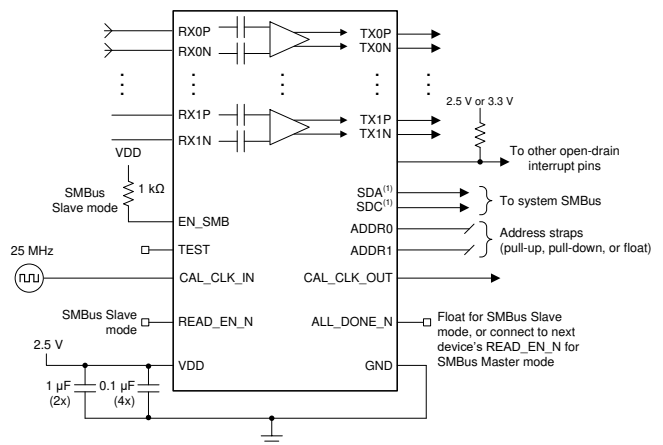 RX0P
RX0N
RX1P
RX1N
TX0P
TX0N
TX1P
TX1N
2.5 V or 3.3 V
To other open-drain
interrupt pins
VDD
SMBus
Slave mode
1 kΩ
EN_SMB
SDA(1)
SDC(1)
To system SMBus
ADDR0
ADDR1
Address straps
(pull-up, pull-down, or float)
TEST
25 MHz
CAL_CLK_IN
CAL_CLK_OUT
SMBus Slave
mode
READ_EN_N
ALL_DONE_N
Float for SMBus Slave
mode, or connect to next
device's READ_EN_N for
SMBus Master mode
2.5 V
VDD
GND
1 µF
(2x)
0.1 µF
(4x)